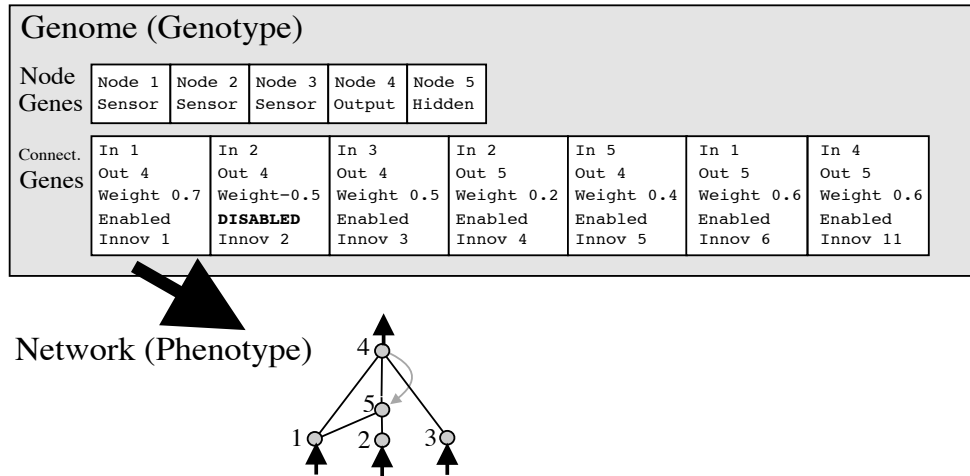 Genome (Genotype)
Node Genes
Node 1 Sensor
Node 2 Sensor
Node 3 Sensor
Node 4 Output
Node 5 Hidden
Connect. Genes
In 1
Out 4
Weight 0.7
Enabled
Innov 1
In 2
Out 4
Weight-0.5
DISABLED
Innov 2
In 3
Out 4
Weight 0.5
Enabled
Innov 3
In 2
Out 5
Weight 0.2
Enabled
Innov 4
In 5
Out 4
Weight 0.4
Enabled
Innov 5
In 1
Out 5
Weight 0.6
Enabled
Innov 6
In 4
Out 5
Weight 0.6
Enabled
Innov 11
Network (Phenotype)
4
5
1
2
3